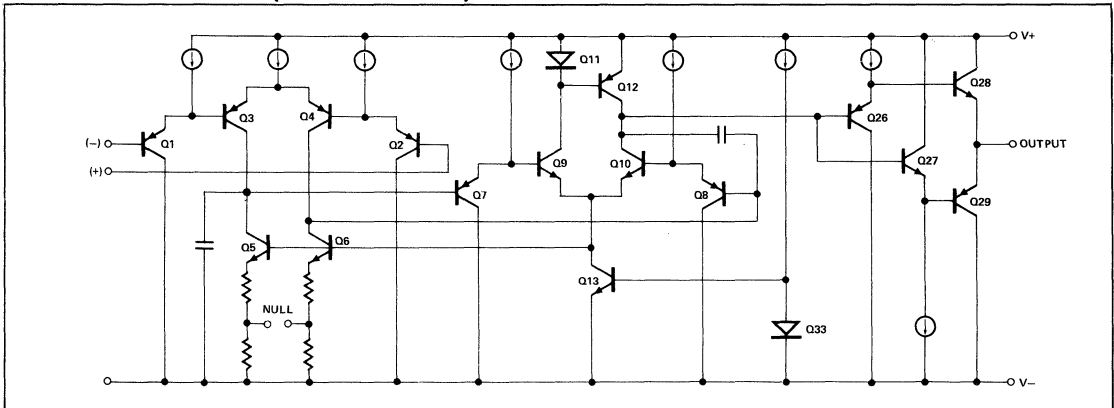 V+
Q11
Q12
Q3
Q4
Q26
Q28
(−)
Q1
Q2
OUTPUT
(+)
Q9
Q10
Q27
Q7
Q8
Q29
Q5
Q6
Q13
NULL
Q33
V−